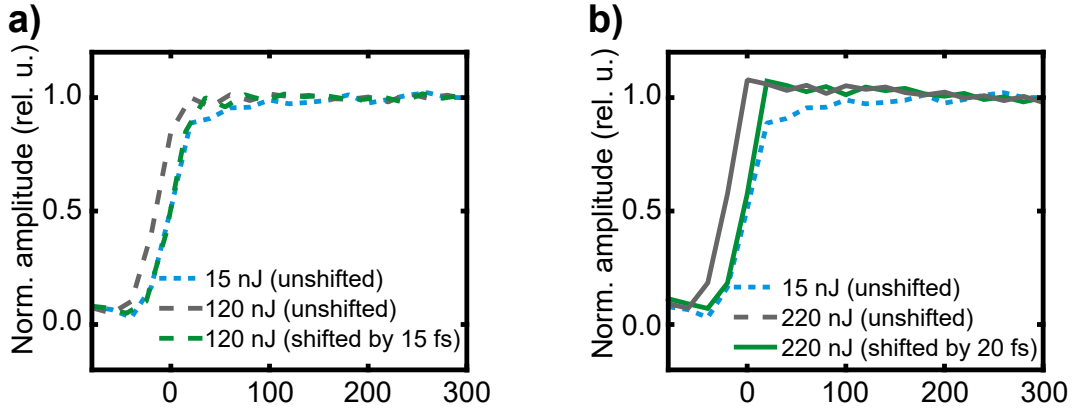 a)
Norm. amplitude (rel. u.)
1.0
0.5
0.0
15 nJ (unshifted)
120 nJ (unshifted)
120 nJ (shifted by 15 fs)
0
100
200
300
b)
Norm. amplitude (rel. u.)
1.0
0.5
0.0
15 nJ (unshifted)
220 nJ (unshifted)
220 nJ (shifted by 20 fs)
0
100
200
300